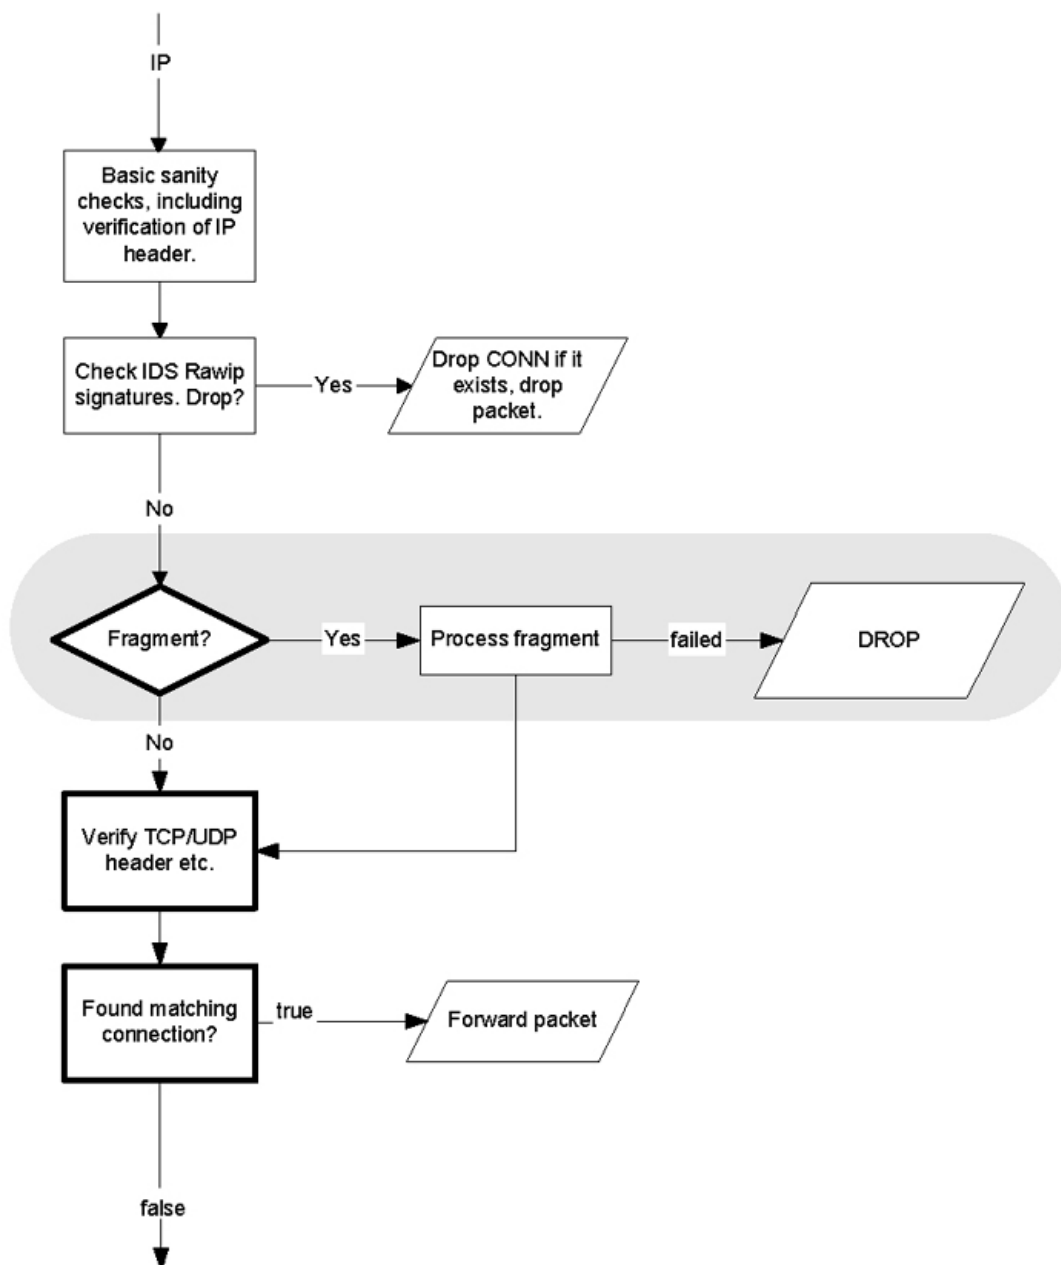 IP
Basic sanity
checks, including
verification of IP
header.
Check IDS Rawip
signatures. Drop?
Yes
Drop CONN if it
exists, drop
packet.
No
Fragment?
Yes
Process fragment
failed
DROP
No
Verify TCP/UDP
header etc.
Found matching
connection?
true
Forward packet
false